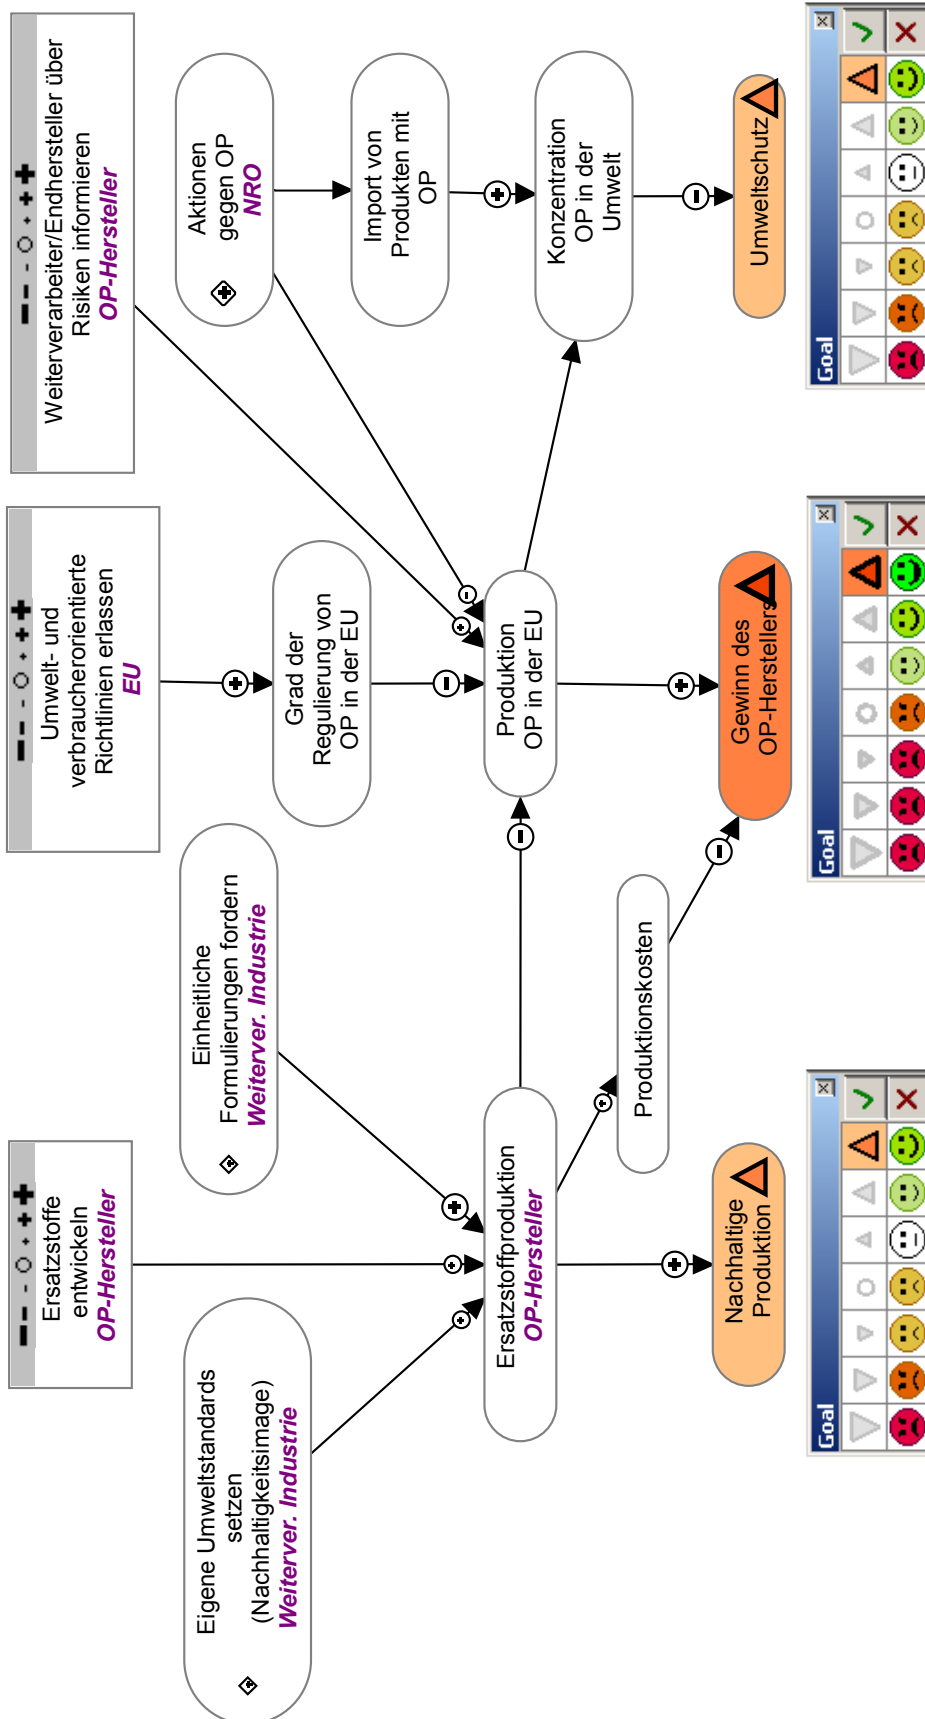 Ersatzstoffe
entwickeln
OP-Hersteller
Umwelt- und
verbraucherorientierte
Richtlinien erlassen
EU
Weiterverarbeiter/Endhersteller über
Risiken informieren
OP-Hersteller
Eigene Umweltstandards
setzen
(Nachhaltigkeitsimage)
Weiterver. Industrie
Einheitliche
Formulierungen fordern
Weiterver. Industrie
Aktionen
gegen OP
NRO
Grad der
Regulierung von
OP in der EU
Import von
Produkten mit
OP
Ersatzstoffproduktion
OP-Hersteller
Produktion
OP in der EU
Konzentration
OP in der
Umwelt
Produktionskosten
Nachhaltige
Produktion
Gewinn des
OP-Herstellers
Umweltschutz
Goal
Goal
Goal